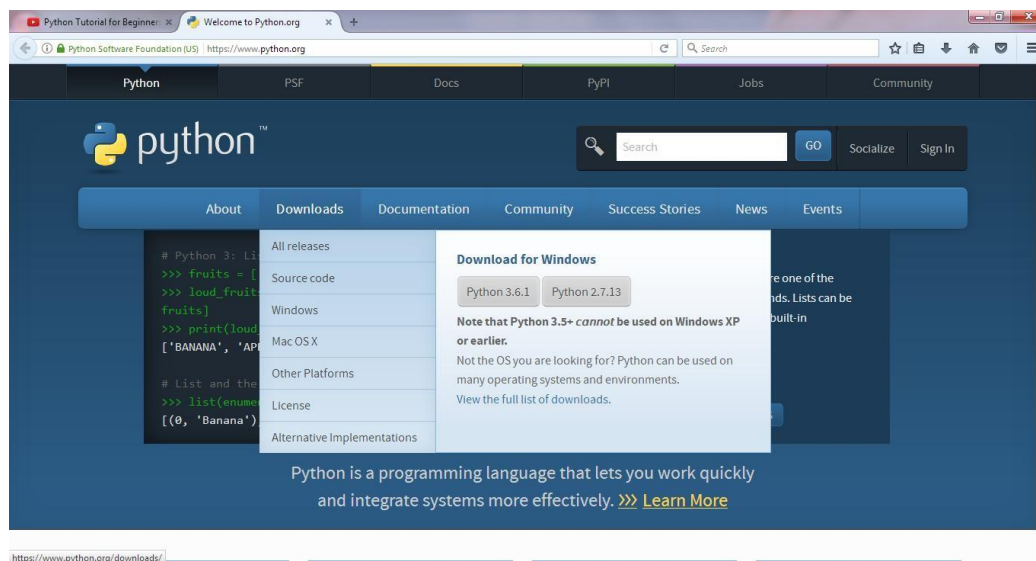 Python Tutorial for Beginner
Welcome to Python.org
Python Software Foundation (US) https://www.python.org
Search
Python PSF Docs PyPI Jobs Community
python™
Search GO Socialize Sign In
About Downloads Documentation Community Success Stories News Events
# Python 3: Li
>>> fruits = [
>>> loud_fruit
fruits]
>>> print(loud
['BANANA', 'AP
# List and the
>>> list(enume
[(0, 'Banana')
All releases
Source code
Windows
Mac OS X
Other Platforms
License
Alternative Implementations
Download for Windows
Python 3.6.1 Python 2.7.13
Note that Python 3.5+ cannot be used on Windows XP
or earlier.
Not the OS you are looking for? Python can be used on
many operating systems and environments.
View the full list of downloads.
re one of the
nds. Lists can be
built-in
Python is a programming language that lets you work quickly
and integrate systems more effectively. >>> Learn More
https://www.python.org/downloads/